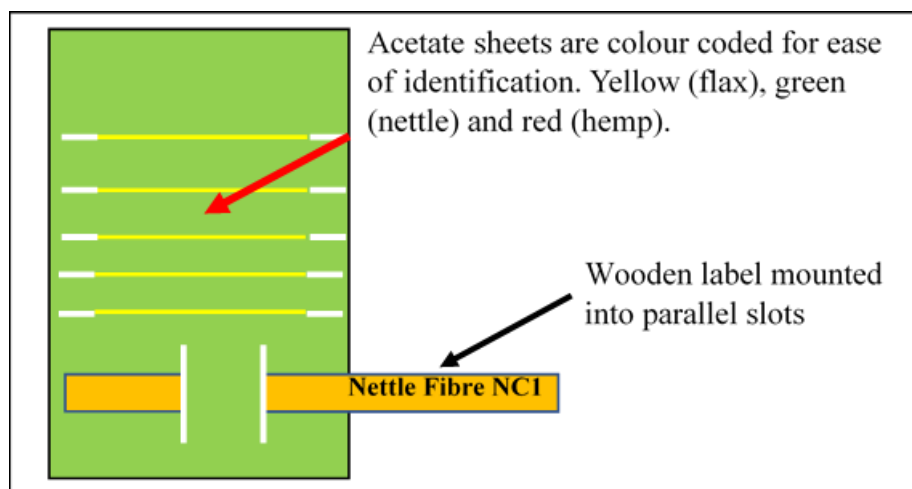 Acetate sheets are colour coded for ease
of identification. Yellow (flax), green
(nettle) and red (hemp).
Wooden label mounted
into parallel slots
Nettle Fibre NC1